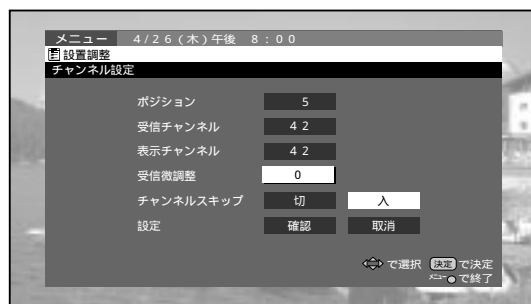 メニュー 4/26(木)午後 8:00
設置調整
チャンネル設定
ポジション 5
受信チャンネル 42
表示チャンネル 42
受信微調整 0
チャンネルスキップ 切 入
設定 確認 取消
で選択 決定 で決定
メニュー で終了